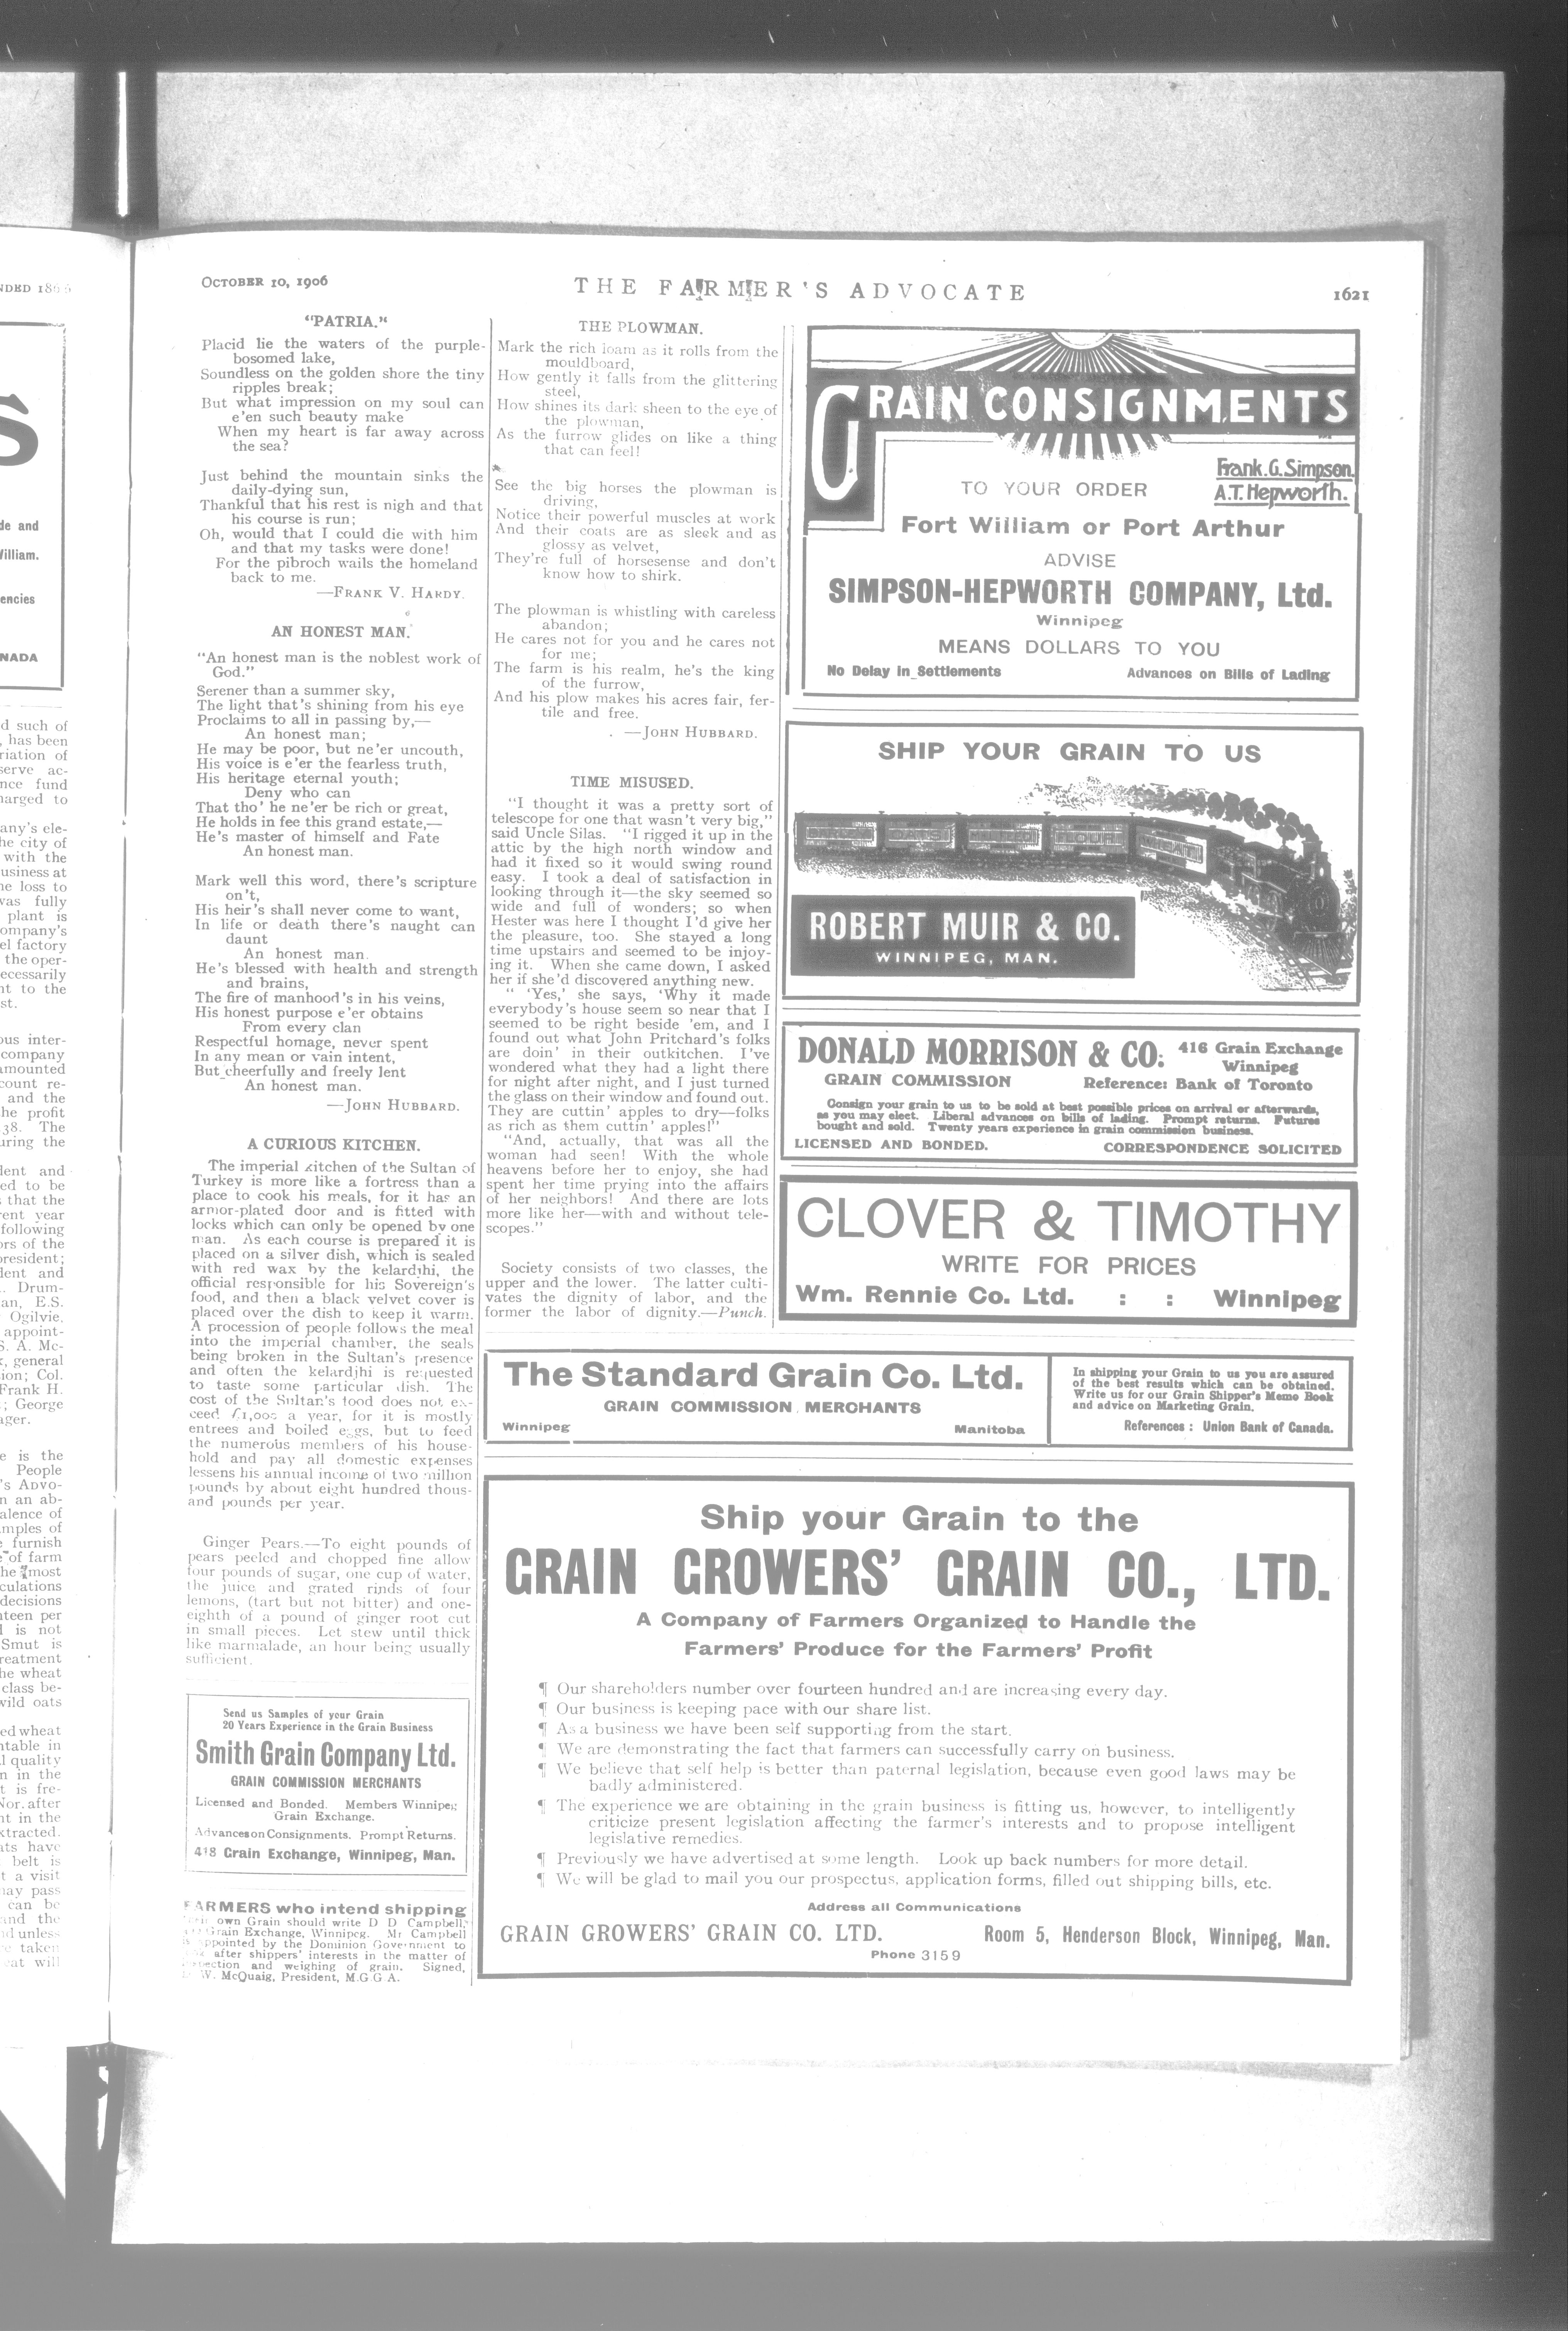 OCTOBER 10, 1906
THE FARMER'S ADVOCATE
1621
"PATRIA."
Placid lie the waters of the purple-
bosomed lake,
Soundless on the golden shore the tiny
ripples break;
But what impression on my soul can
e'en such beauty make
When my heart is far away across
the sea?
Just behind the mountain sinks the
daily-dying sun,
Thankful that his rest is nigh and that
his course is run;
Oh, would that I could die with him
and that my tasks were done!
For the pibroch wails the homeland
back to me.
—FRANK V. HARDY.
AN HONEST MAN.
"An honest man is the noblest work of
God."
Serener than a summer sky,
The light that's shining from his eye
Proclaims to all in passing by,—
An honest man;
He may be poor, but ne'er uncouth,
His voice is e'er the fearless truth,
His heritage eternal youth;
Deny who can
That tho' he ne'er be rich or great,
He holds in fee this grand estate,—
He's master of himself and Fate
An honest man.
Mark well this word, there's scripture
on't,
His heir's shall never come to want,
In life or death there's naught can
daunt
An honest man.
He's blessed with health and strength
and brains,
The fire of manhood's in his veins,
His honest purpose e'er obtains
From every clan
Respectful homage, never spent
In any mean or vain intent,
But cheerfully and freely lent
An honest man.
—JOHN HUBBARD.
A CURIOUS KITCHEN.
The imperial kitchen of the Sultan of
Turkey is more like a fortress than a
place to cook his meals, for it has an
armor-plated door and is fitted with
locks which can only be opened by one
man. As each course is prepared it is
placed on a silver dish, which is sealed
with red wax by the kelardjhi, the
official responsible for his Sovereign's
food, and then a black velvet cover is
placed over the dish to keep it warm.
A procession of people follows the meal
into the imperial chamber, the seals
being broken in the Sultan's presence
and often the kelardjhi is requested
to taste some particular dish. The
cost of the Sultan's food does not ex-
ceed £1,000 a year, for it is mostly
entrees and boiled eggs, but to feed
the numerous members of his house-
hold and pay all domestic expenses
lessens his annual income of two million
pounds by about eight hundred thous-
and pounds per year.
Ginger Pears.—To eight pounds of
pears peeled and chopped fine allow
four pounds of sugar, one cup of water,
the juice and grated rinds of four
lemons, (tart but not bitter) and one-
eighth of a pound of ginger root cut
in small pieces. Let stew until thick
like marmalade, an hour being usually
sufficient.
Send us Samples of your Grain
20 Years Experience in the Grain Business
Smith Grain Company Ltd.
GRAIN COMMISSION MERCHANTS
Licensed and Bonded. Members Winnipeg
Grain Exchange.
Advances on Consignments. Prompt Returns.
418 Grain Exchange, Winnipeg, Man.
FARMERS who intend shipping
own Grain should write D D Campbell,
Grain Exchange, Winnipeg. Mr Campbell
appointed by the Dominion Government to
after shippers' interests in the matter of
inspection and weighing of grain. Signed,
W. McQuaig, President, M.G.G A.
THE PLOWMAN.
Mark the rich loam as it rolls from the
mouldboard,
How gently it falls from the glittering
steel,
How shines its dark sheen to the eye of
the plowman,
As the furrow glides on like a thing
that can feel!
See the big horses the plowman is
driving,
Notice their powerful muscles at work
And their coats are as sleek and as
glossy as velvet,
They're full of horsesense and don't
know how to shirk.
The plowman is whistling with careless
abandon;
He cares not for you and he cares not
for me;
The farm is his realm, he's the king
of the furrow,
And his plow makes his acres fair, fer-
tile and free.
—JOHN HUBBARD.
TIME MISUSED.
"I thought it was a pretty sort of
telescope for one that wasn't very big,"
said Uncle Silas. "I rigged it up in the
attic by the high north window and
had it fixed so it would swing round
easy. I took a deal of satisfaction in
looking through it—the sky seemed so
wide and full of wonders; so when
Hester was here I thought I'd give her
the pleasure, too. She stayed a long
time upstairs and seemed to be injoy-
ing it. When she came down, I asked
her if she'd discovered anything new.
" 'Yes,' she says, 'Why it made
everybody's house seem so near that I
seemed to be right beside 'em, and I
found out what John Pritchard's folks
are doin' in their outkitchen. I've
wondered what they had a light there
for night after night, and I just turned
the glass on their window and found out.
They are cuttin' apples to dry—folks
as rich as them cuttin' apples!"
"And, actually, that was all the
woman had seen! With the whole
heavens before her to enjoy, she had
spent her time prying into the affairs
of her neighbors! And there are lots
more like her—with and without tele-
scopes."
Society consists of two classes, the
upper and the lower. The latter culti-
vates the dignity of labor, and the
former the labor of dignity.—Punch.
GRAIN CONSIGNMENTS
Frank.G.Simpson.
A.T. Hepworth.
TO YOUR ORDER
Fort William or Port Arthur
ADVISE
SIMPSON-HEPWORTH COMPANY, Ltd.
Winnipeg
MEANS DOLLARS TO YOU
No Delay in Settlements
Advances on Bills of Lading
SHIP YOUR GRAIN TO US
ROBERT MUIR & CO.
WINNIPEG, MAN.
DONALD MORRISON & CO.
416 Grain Exchange
Winnipeg
GRAIN COMMISSION
Reference: Bank of Toronto
Consign your grain to us to be sold at best possible prices on arrival or afterwards,
as you may elect. Liberal advances on bills of lading. Prompt returns. Futures
bought and sold. Twenty years experience in grain commission business.
LICENSED AND BONDED.
CORRESPONDENCE SOLICITED
CLOVER & TIMOTHY
WRITE FOR PRICES
Wm. Rennie Co. Ltd. : : Winnipeg
The Standard Grain Co. Ltd.
GRAIN COMMISSION MERCHANTS
Winnipeg
Manitoba
In shipping your Grain to us you are assured
of the best results which can be obtained.
Write us for our Grain Shipper's Memo Book
and advice on Marketing Grain.
References : Union Bank of Canada.
Ship your Grain to the
GRAIN GROWERS' GRAIN CO., LTD.
A Company of Farmers Organized to Handle the
Farmers' Produce for the Farmers' Profit
¶ Our shareholders number over fourteen hundred and are increasing every day.
¶ Our business is keeping pace with our share list.
¶ As a business we have been self supporting from the start.
¶ We are demonstrating the fact that farmers can successfully carry on business.
¶ We believe that self help is better than paternal legislation, because even good laws may be
badly administered.
¶ The experience we are obtaining in the grain business is fitting us, however, to intelligently
criticize present legislation affecting the farmer's interests and to propose intelligent
legislative remedies.
¶ Previously we have advertised at some length. Look up back numbers for more detail.
¶ We will be glad to mail you our prospectus, application forms, filled out shipping bills, etc.
Address all Communications
GRAIN GROWERS' GRAIN CO. LTD.
Room 5, Henderson Block, Winnipeg, Man.
Phone 3159